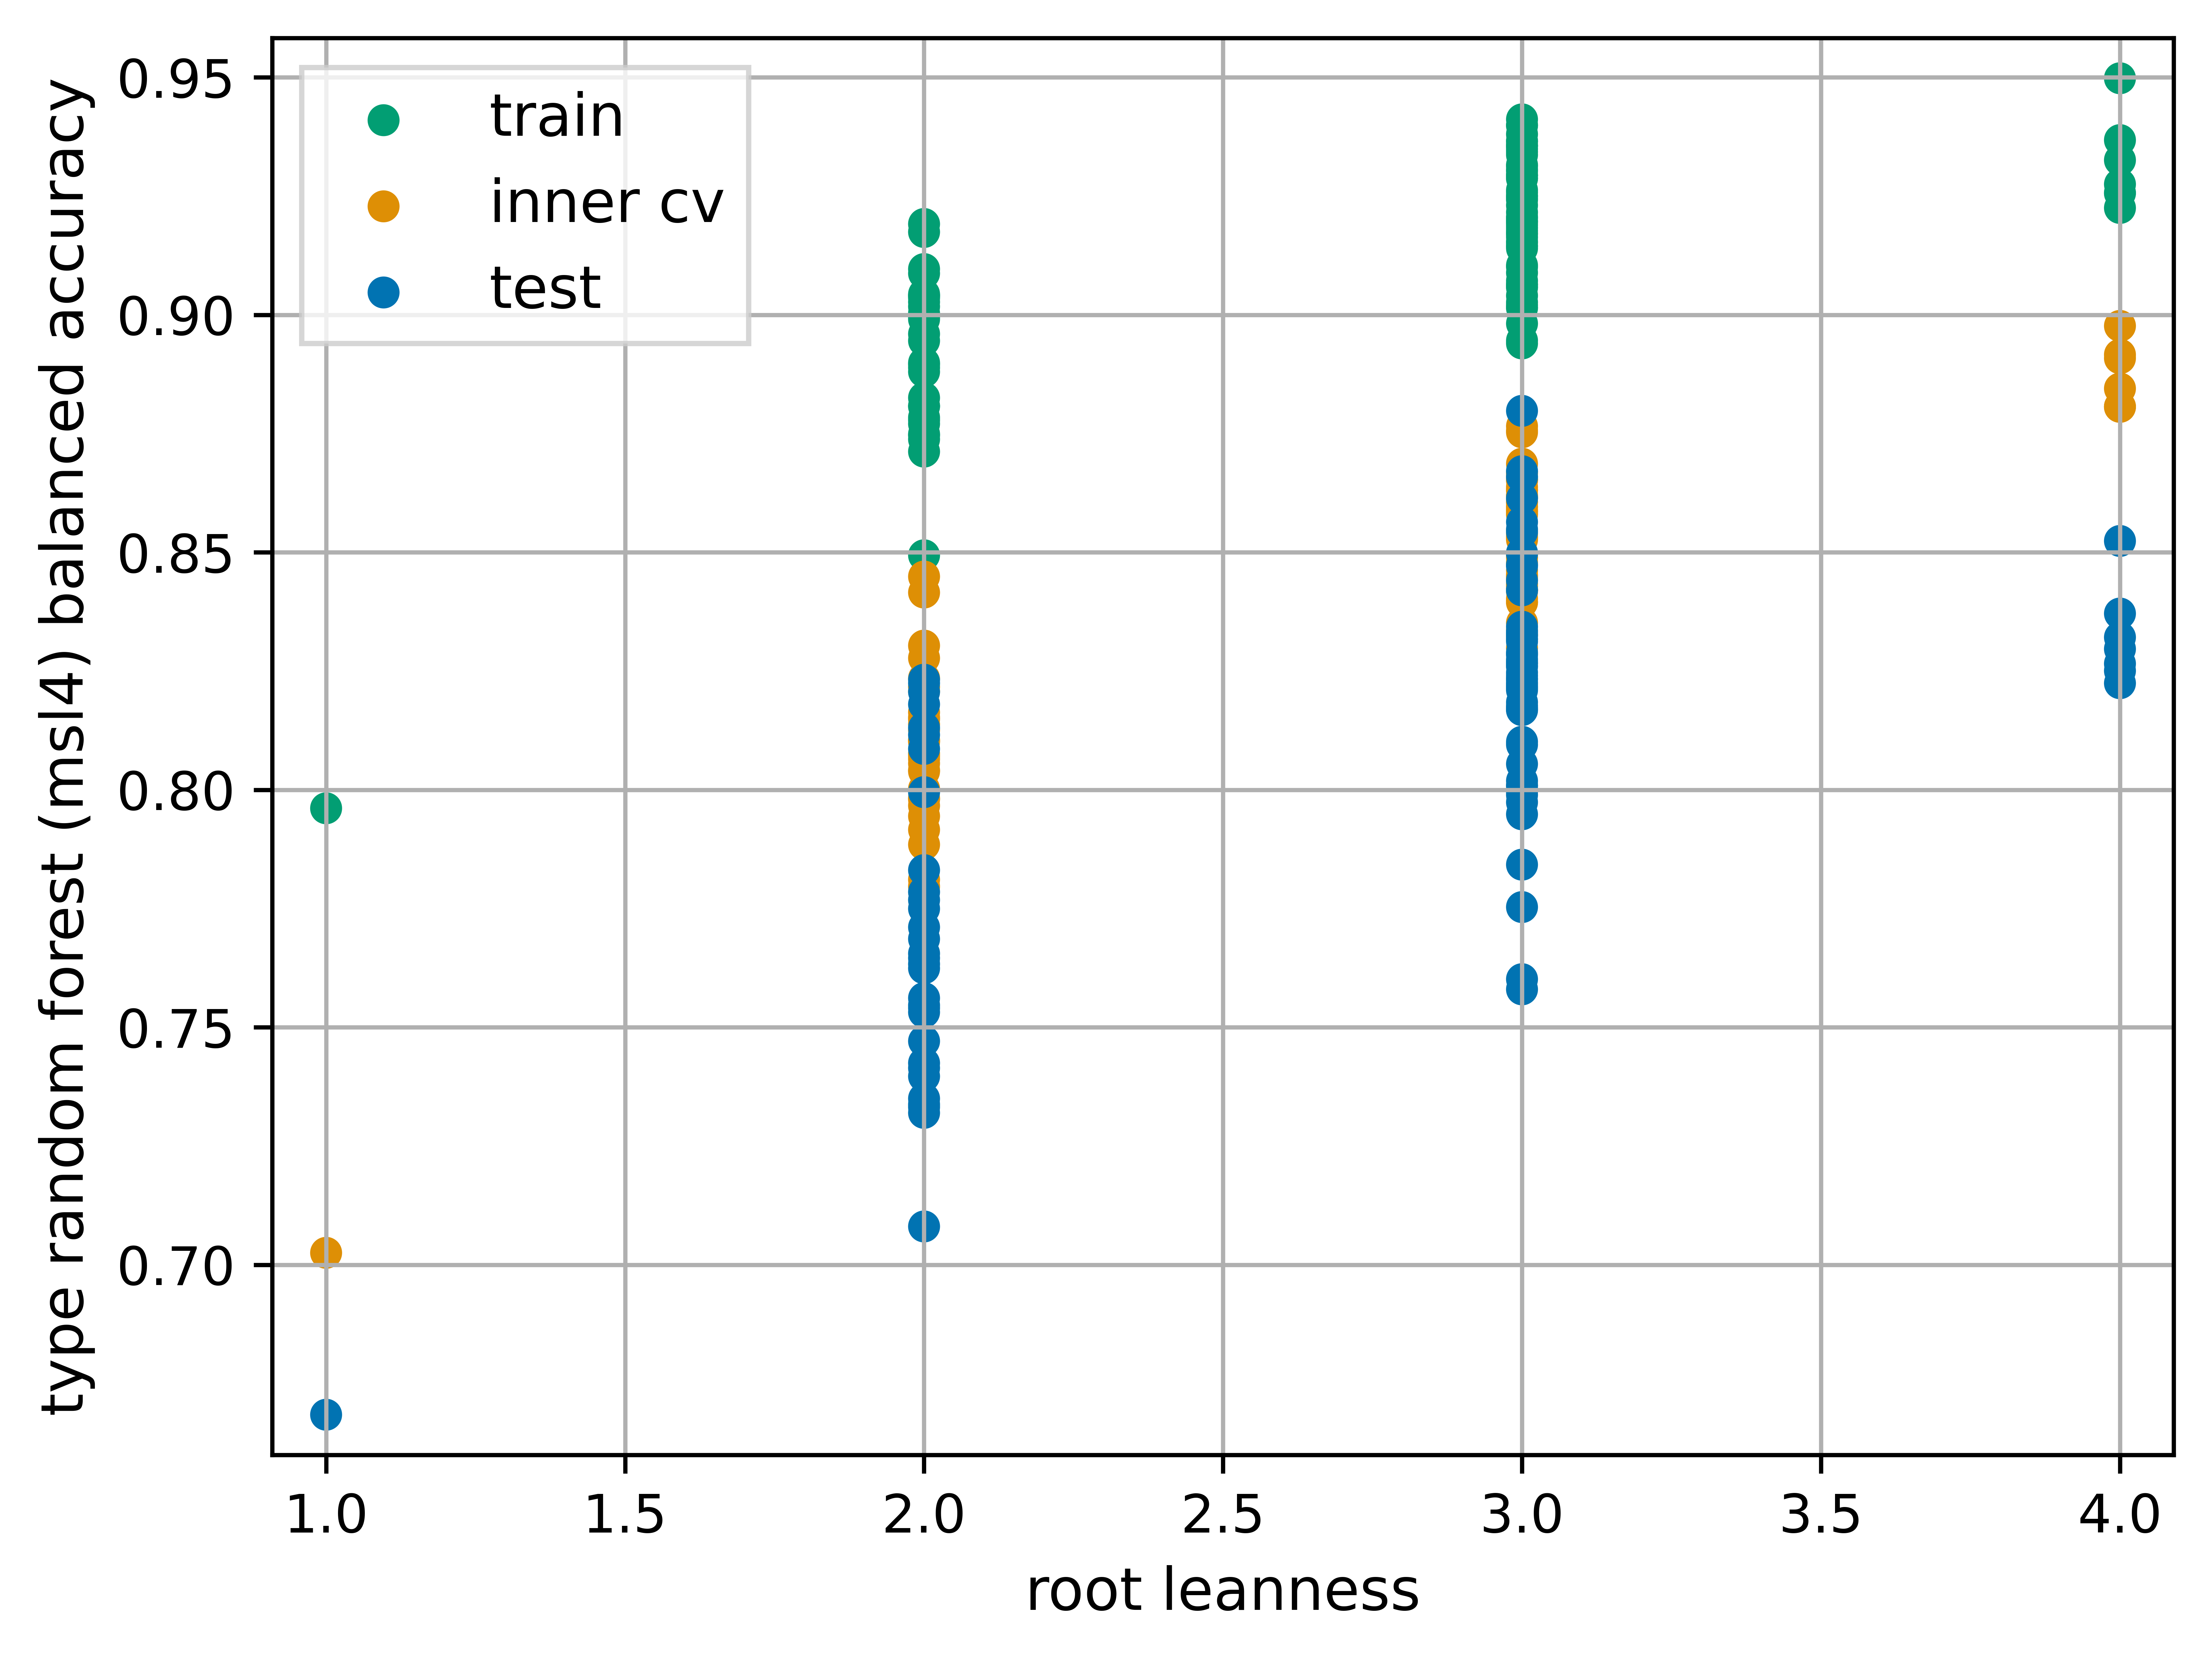 type random forest (msl4) balanced accuracy
0.95
0.90
0.85
0.80
0.75
0.70
train
inner cv
test
1.0 1.5 2.0 2.5 3.0 3.5 4.0
root leanness